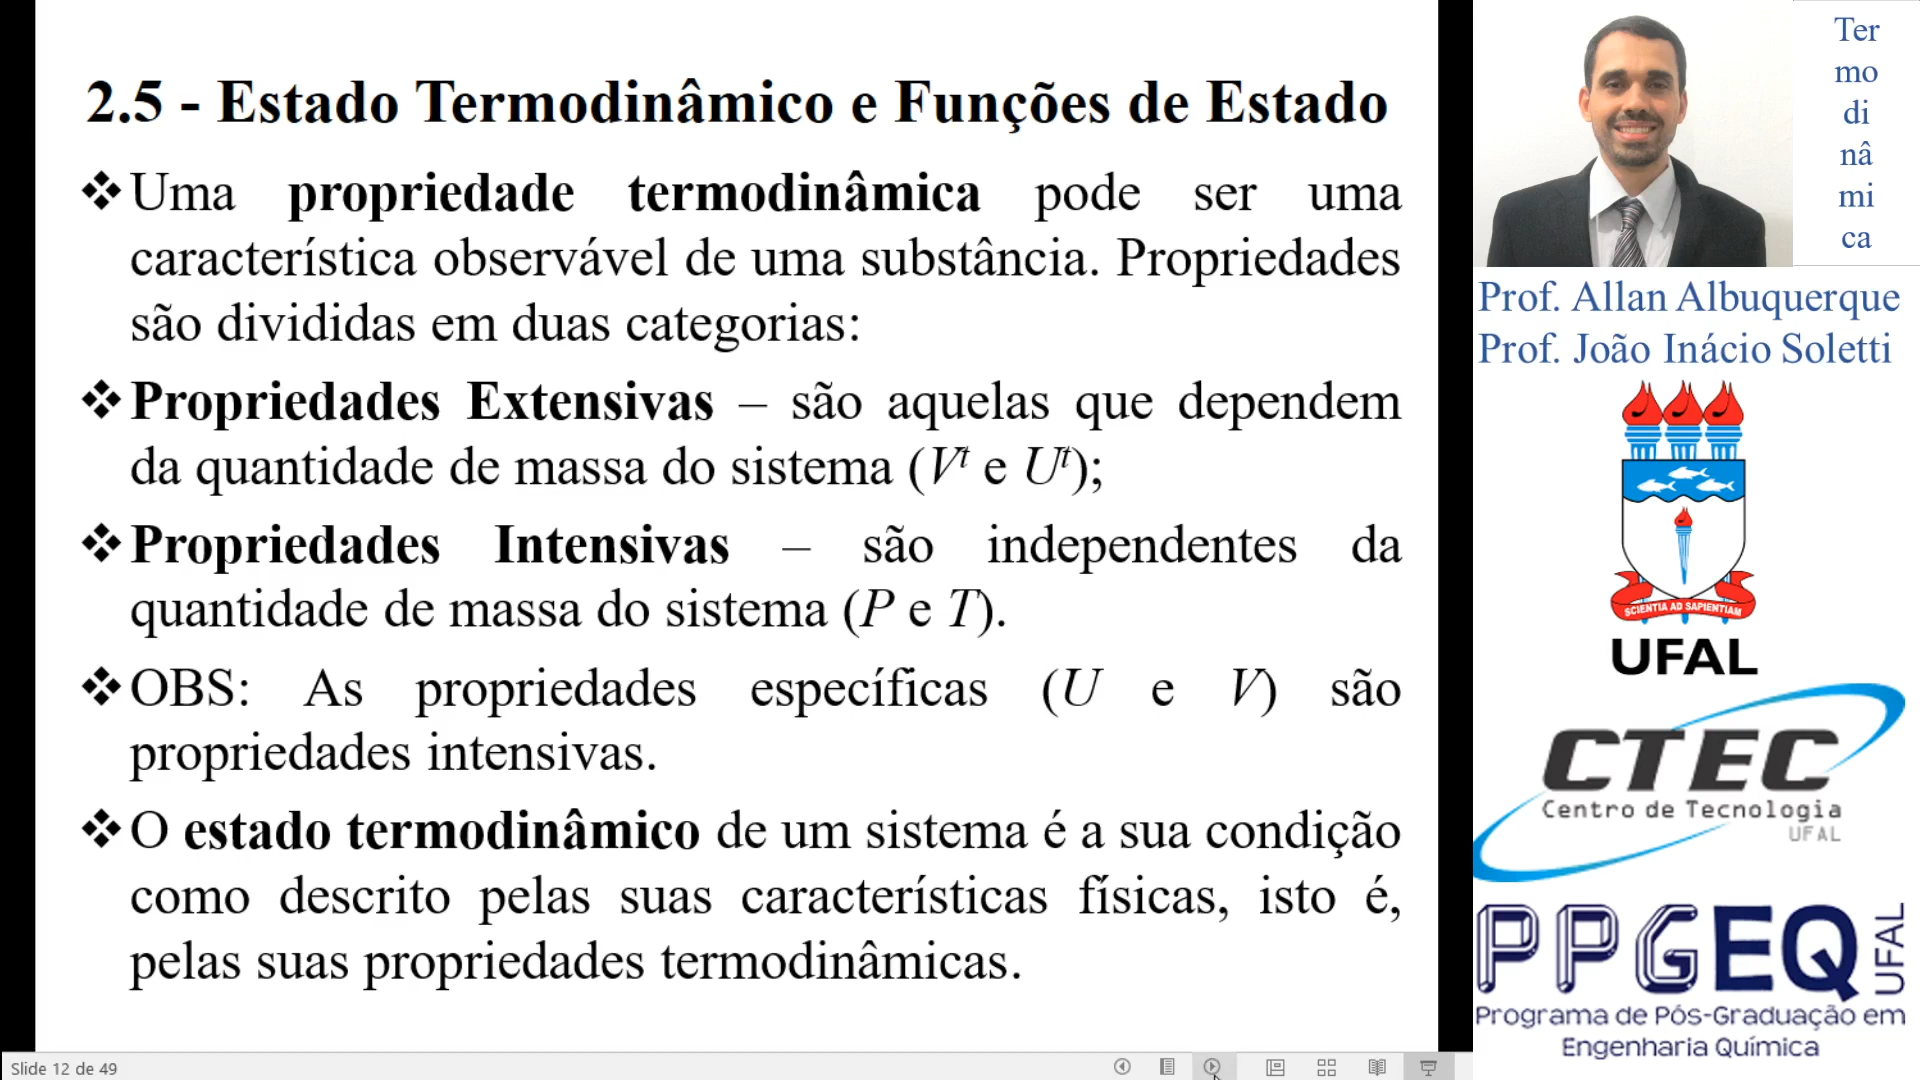 2.5 - Estado Termodinâmico e Funções de Estado
❖Uma propriedade termodinâmica pode ser uma
característica observável de uma substância. Propriedades
são divididas em duas categorias:
❖Propriedades Extensivas – são aquelas que dependem
da quantidade de massa do sistema (Vᵗ e Uᵗ);
❖Propriedades Intensivas – são independentes da
quantidade de massa do sistema (P e T).
❖OBS: As propriedades específicas (U e V) são
propriedades intensivas.
❖O estado termodinâmico de um sistema é a sua condição
como descrito pelas suas características físicas, isto é,
pelas suas propriedades termodinâmicas.
Slide 12 de 49
Ter
mo
di
nâ
mi
ca
Prof. Allan Albuquerque
Prof. João Inácio Soletti
SCIENTIA AD SAPIENTIAM
UFAL
CTEC
Centro de Tecnologia
UFAL
PPGEQ
UFAL
Programa de Pós-Graduação em
Engenharia Química